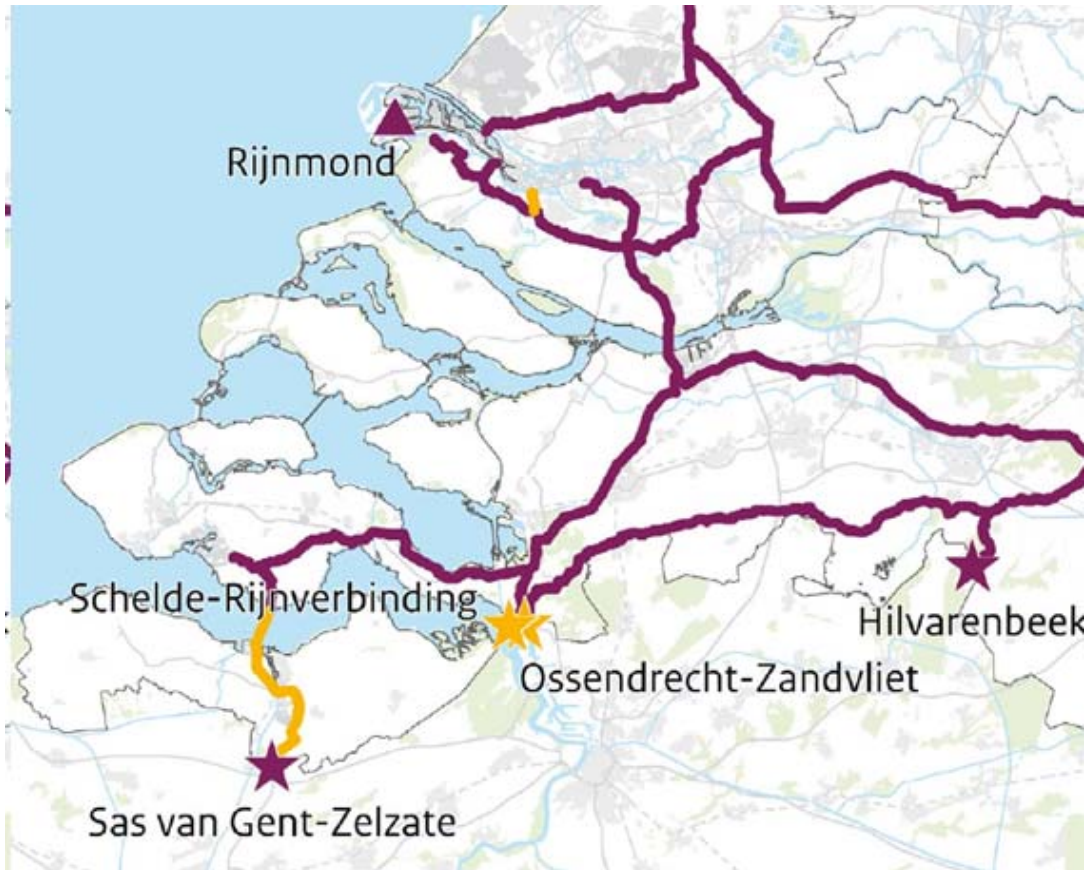 Rijnmond
Schelde-Rijnverbinding
Hilvarenbeek
Ossendrecht-Zandvliet
Sas van Gent-Zelzate